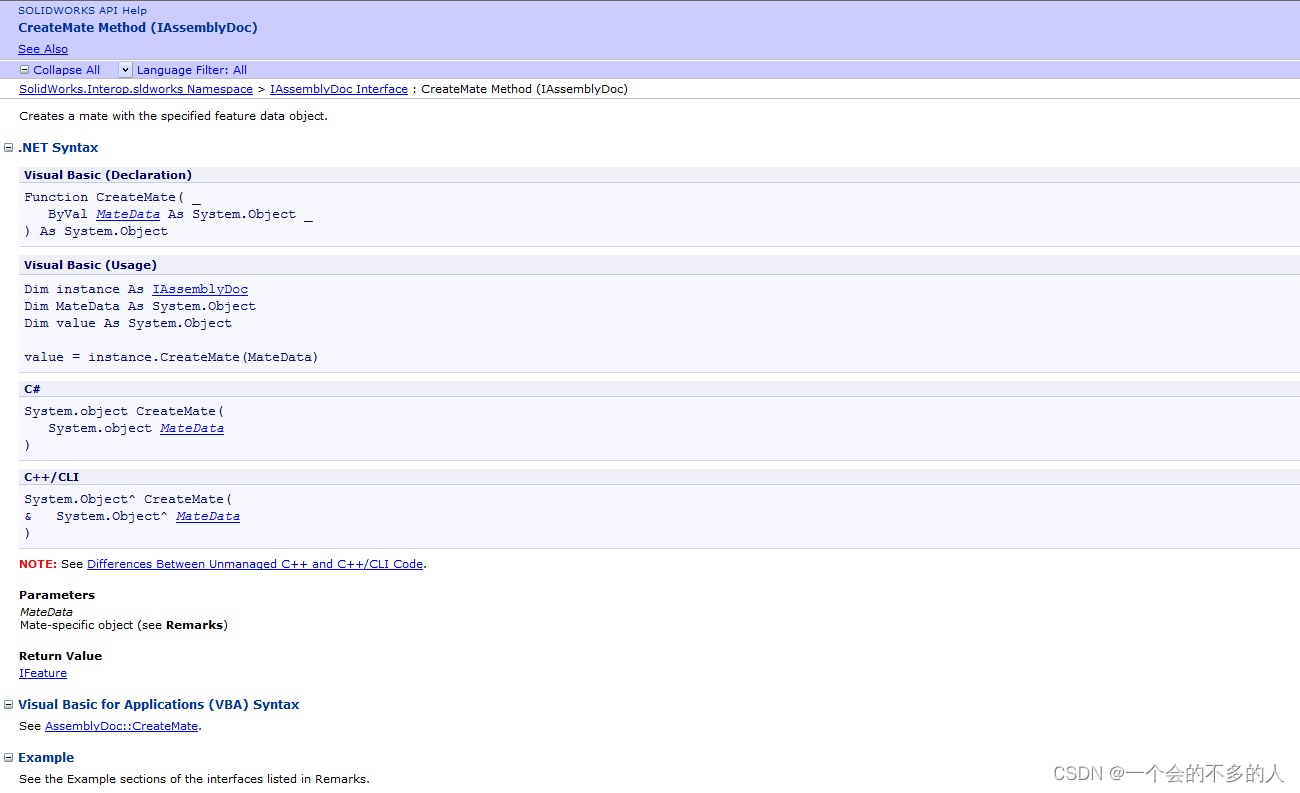 SOLIDWORKS API Help
CreateMate Method (IAssemblyDoc)
See Also
Collapse All Language Filter: All
SolidWorks.Interop.sldworks Namespace > IAssemblyDoc Interface : CreateMate Method (IAssemblyDoc)
Creates a mate with the specified feature data object.
.NET Syntax
Visual Basic (Declaration)
Function CreateMate( _
ByVal MateData As System.Object _
) As System.Object
Visual Basic (Usage)
Dim instance As IAssemblyDoc
Dim MateData As System.Object
Dim value As System.Object
value = instance.CreateMate(MateData)
C#
System.object CreateMate(
System.object MateData
)
C++/CLI
System.Object^ CreateMate(
& System.Object^ MateData
)
NOTE: See Differences Between Unmanaged C++ and C++/CLI Code.
Parameters
MateData
Mate-specific object (see Remarks)
Return Value
IFeature
Visual Basic for Applications (VBA) Syntax
See AssemblyDoc::CreateMate.
Example
See the Example sections of the interfaces listed in Remarks.
CSDN @一个会的不多的人